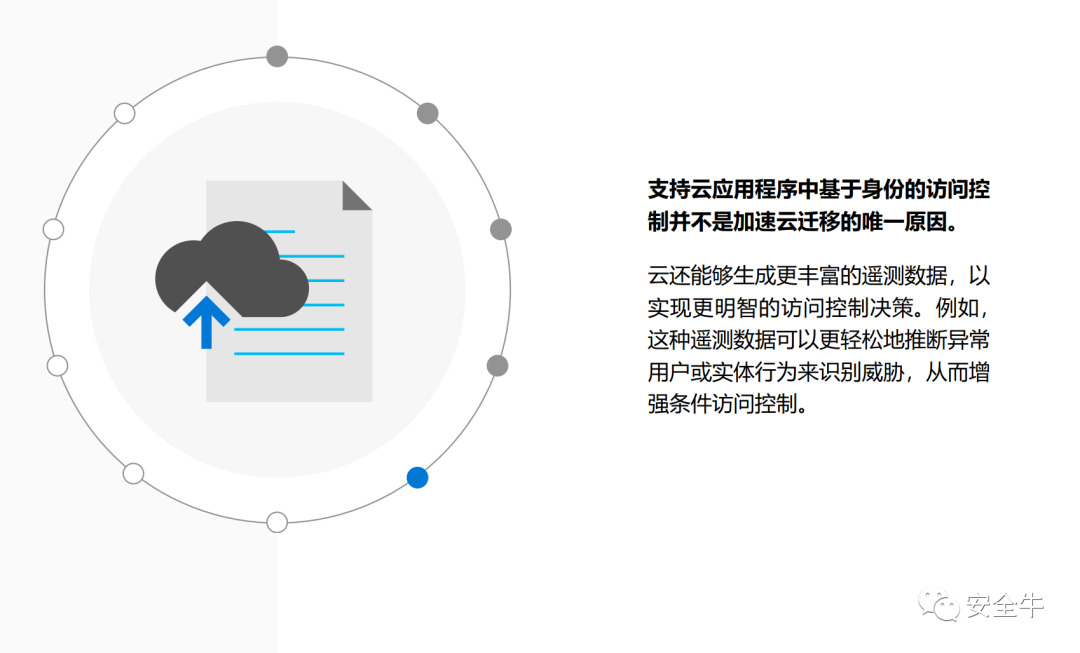 支持云应用程序中基于身份的访问控
制并不是加速云迁移的唯一原因。
云还能够生成更丰富的遥测数据，以
实现更明智的访问控制决策。例如，
这种遥测数据可以更轻松地推断异常
用户或实体行为来识别威胁，从而增
强条件访问控制。
安全牛